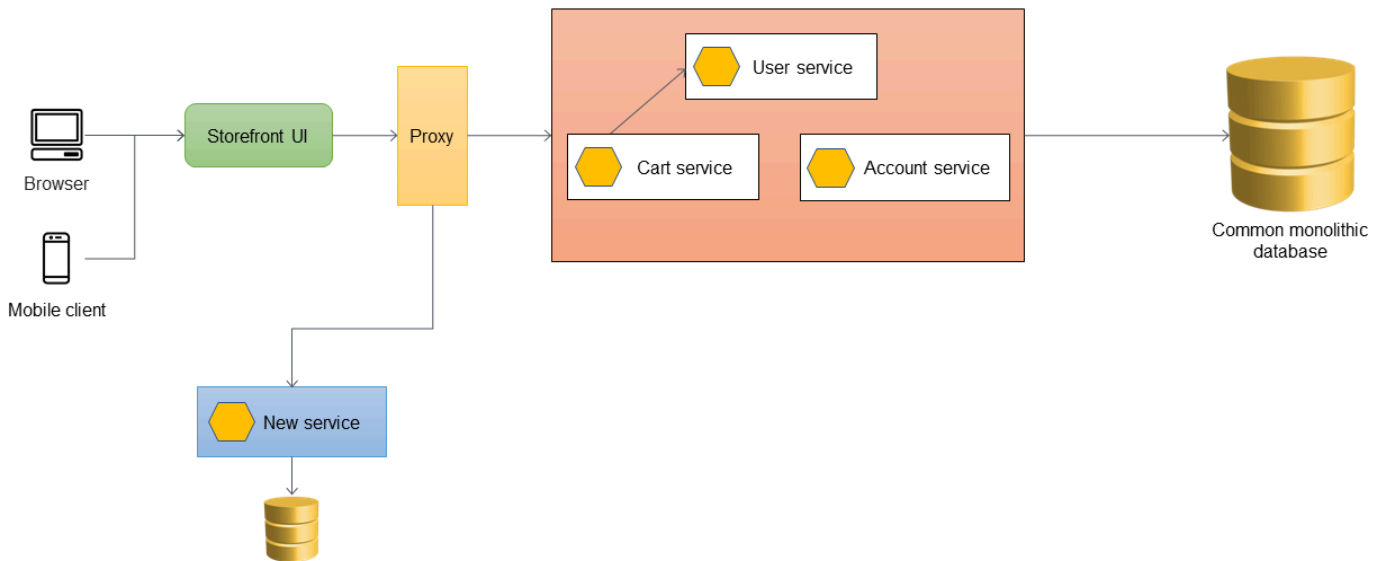 User service
Storefront UI
Proxy
Cart service
Account service
Browser
Common monolithic
database
Mobile client
New service